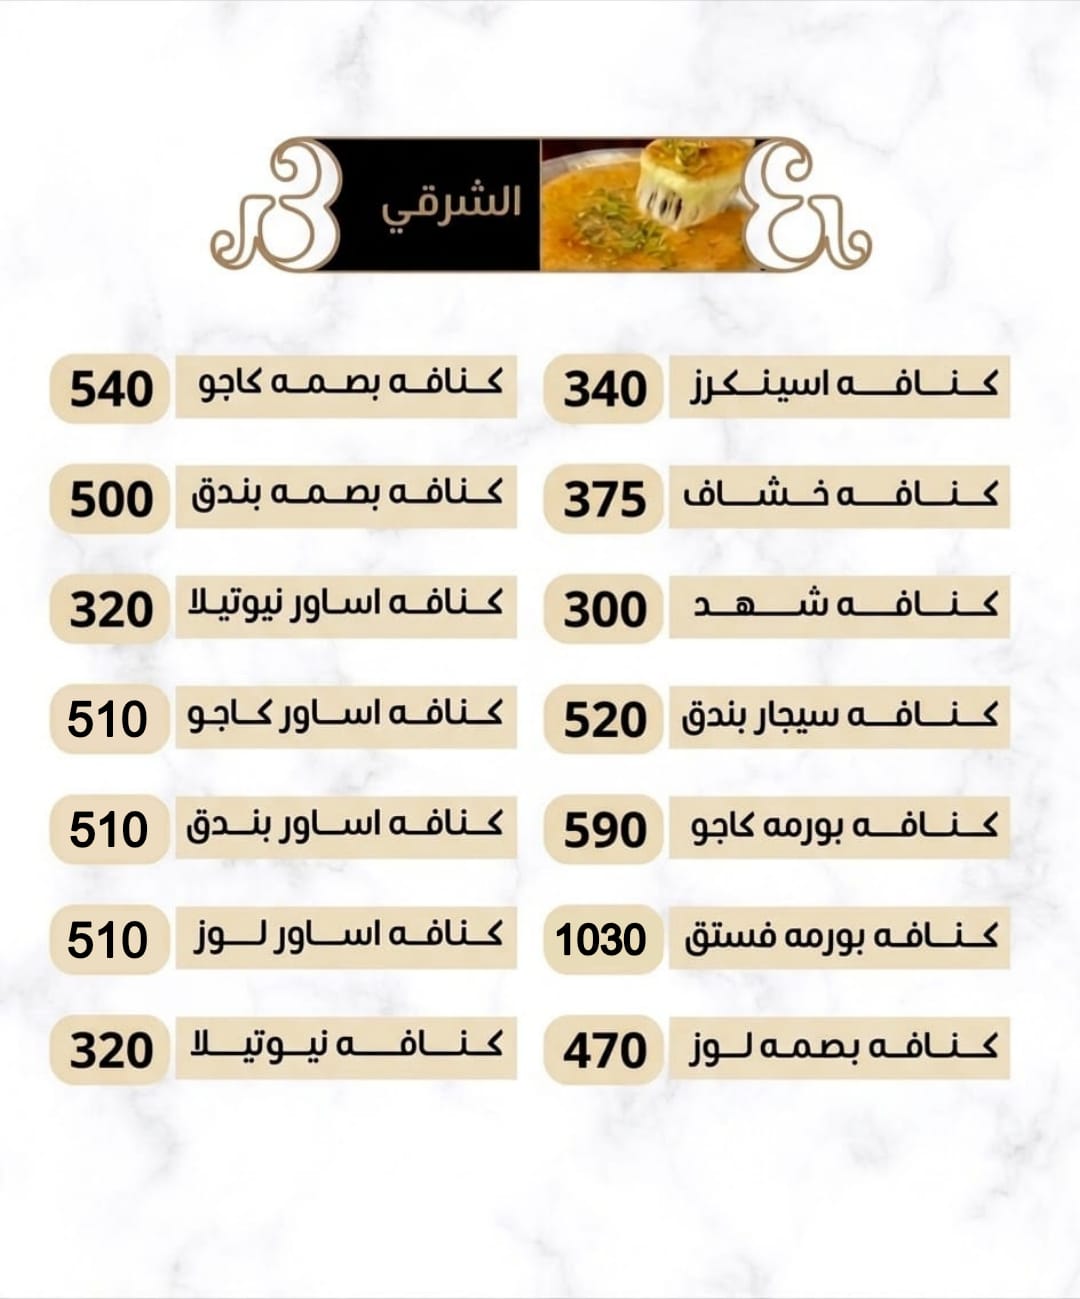 الشرقي
كنافه اسينكرز 340
كنافه خشاف 375
كنافه شهد 300
كنافه سيجار بندق 520
كنافه بورمه كاجو 590
كنافه بورمه فستق 1030
كنافه بصمه لوز 470
كنافه بصمه كاجو 540
كنافه بصمه بندق 500
كنافه اساور نيوتيلا 320
كنافه اساور كاجو 510
كنافه اساور بندق 510
كنافه اساور لوز 510
كنافه نيوتيلا 320